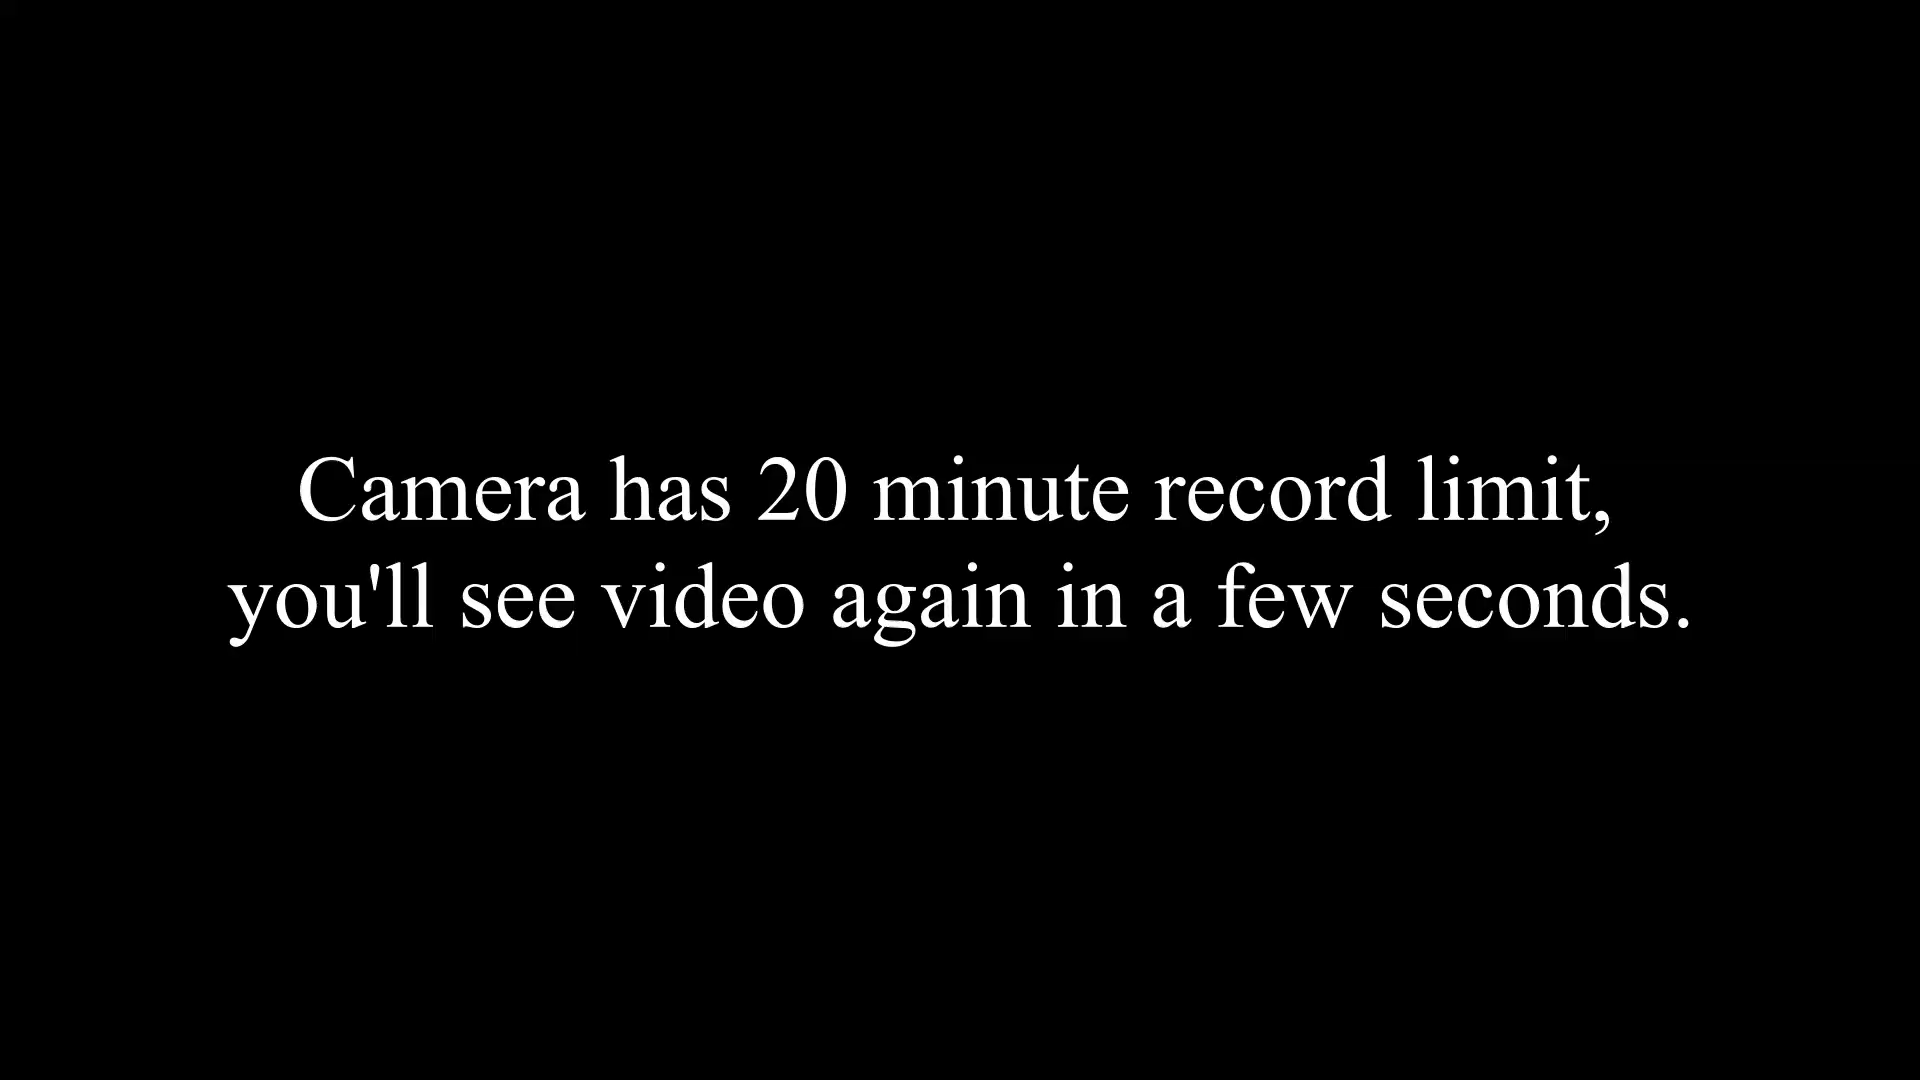 Camera has 20 minute record limit,
you'll see video again in a few seconds.